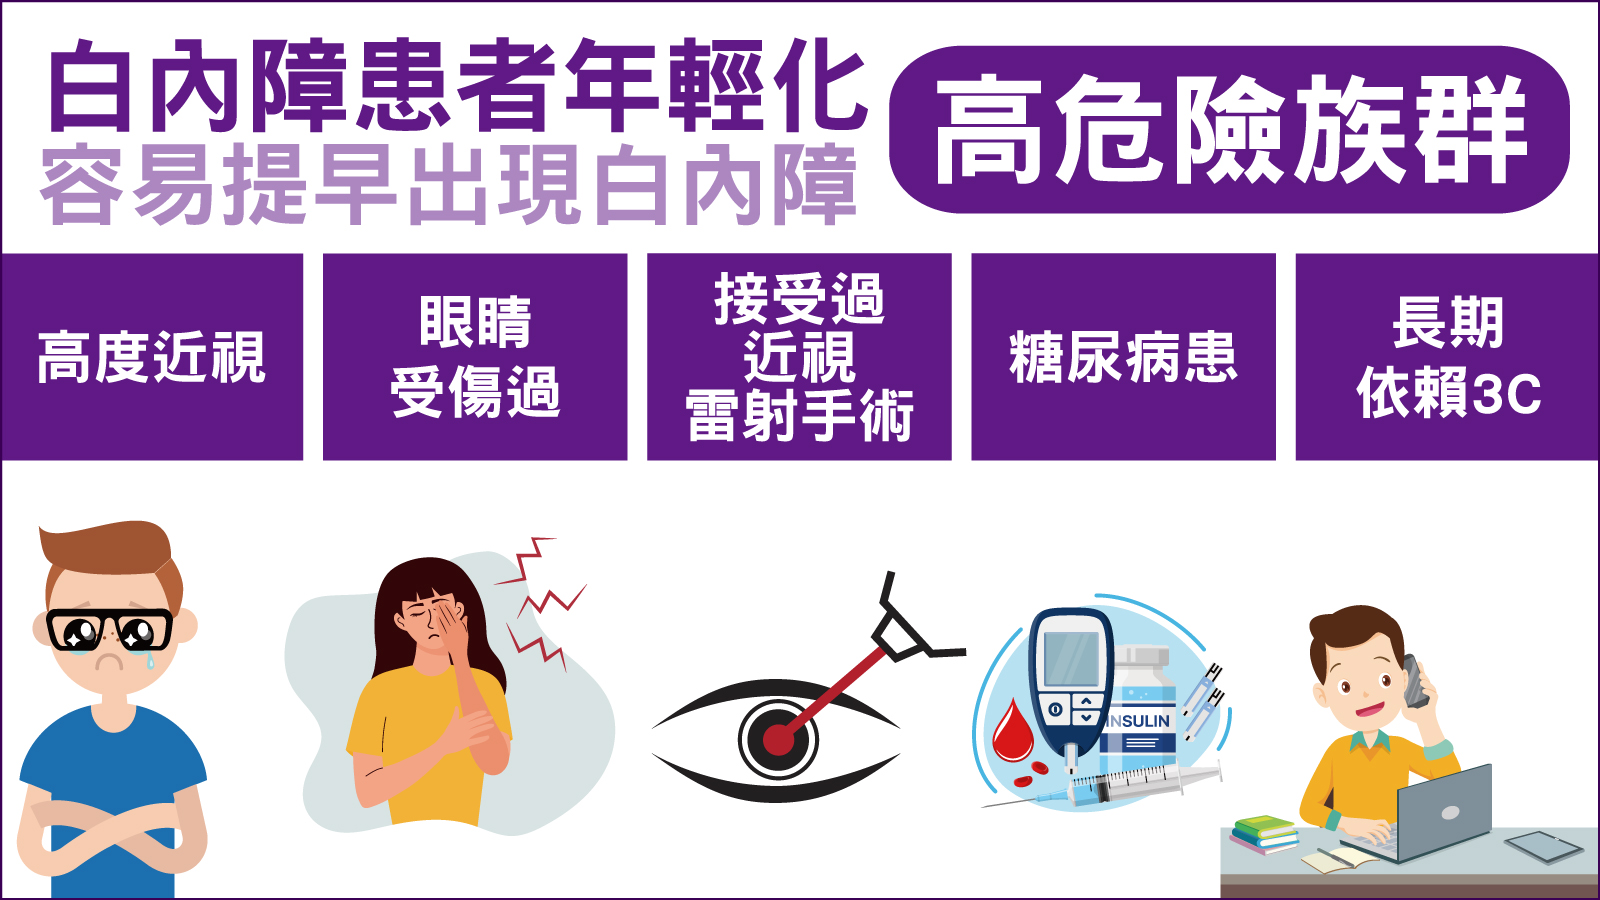 白內障患者年輕化
容易提早出現白內障
高危險族群
高度近視
眼睛
受傷過
接受過
近視
雷射手術
糖尿病患
長期
依賴3C
INSULIN